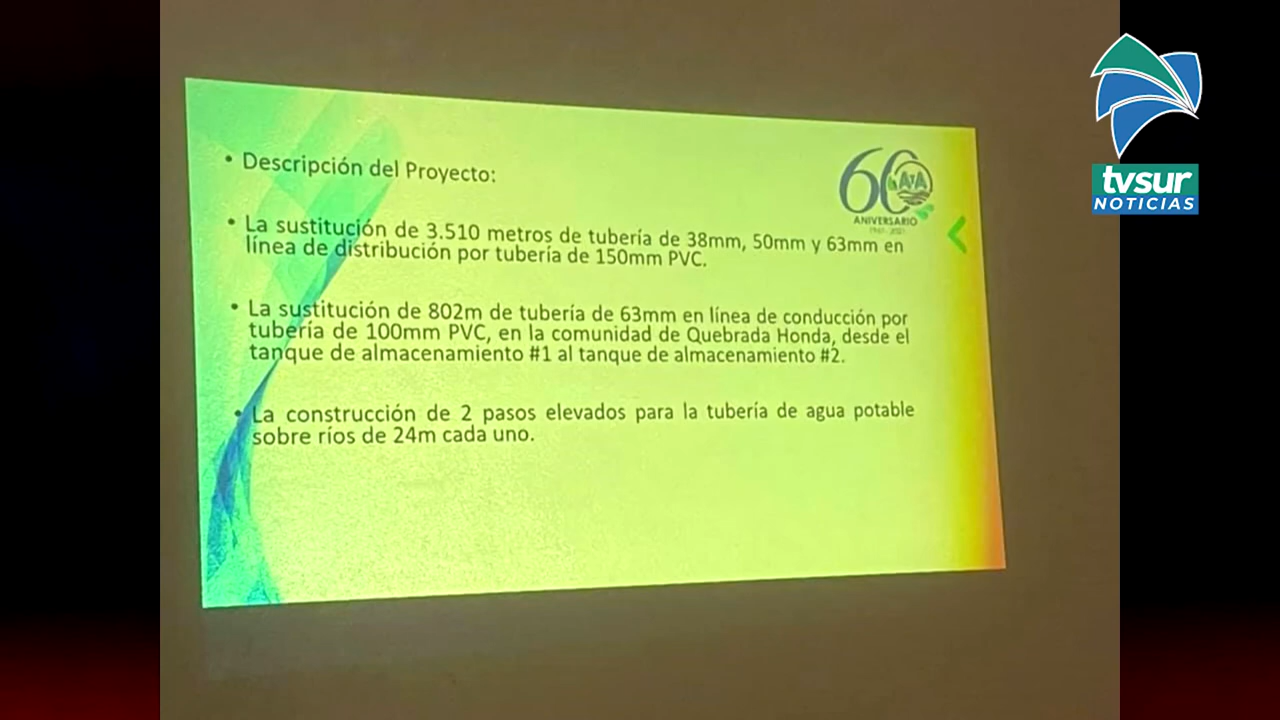 tvsur
NOTICIAS
60 AyA
ANIVERSARIO
• Descripción del Proyecto:
• La sustitución de 3.510 metros de tubería de 38mm, 50mm y 63mm en
línea de distribución por tubería de 150mm PVC.
• La sustitución de 802m de tubería de 63mm en línea de conducción por
tubería de 100mm PVC, en la comunidad de Quebrada Honda, desde el
tanque de almacenamiento #1 al tanque de almacenamiento #2.
• La construcción de 2 pasos elevados para la tubería de agua potable
sobre ríos de 24m cada uno.